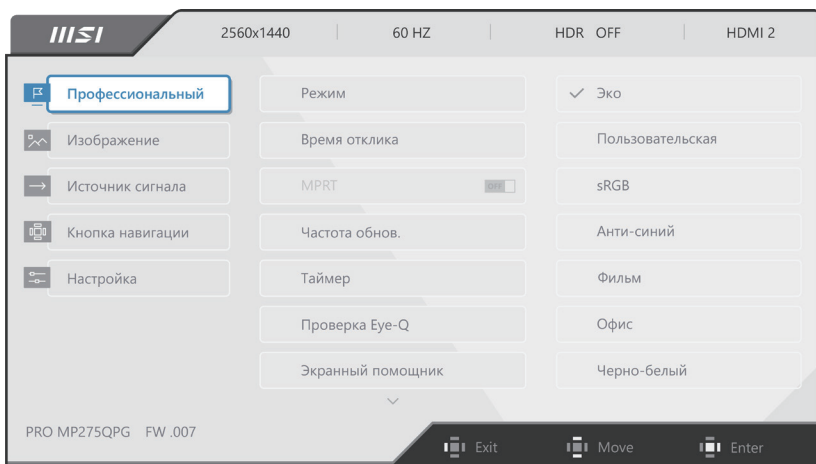 msi 2560x1440 60 HZ HDR OFF HDMI 2
Профессиональный Режим Эко
Изображение Время отклика Пользовательская
Источник сигнала MPRT OFF sRGB
Кнопка навигации Частота обнов. Анти-синий
Настройка Таймер Фильм
Проверка Eye-Q Офис
Экранный помощник Черно-белый
PRO MP275QPG FW .007
Exit Move Enter